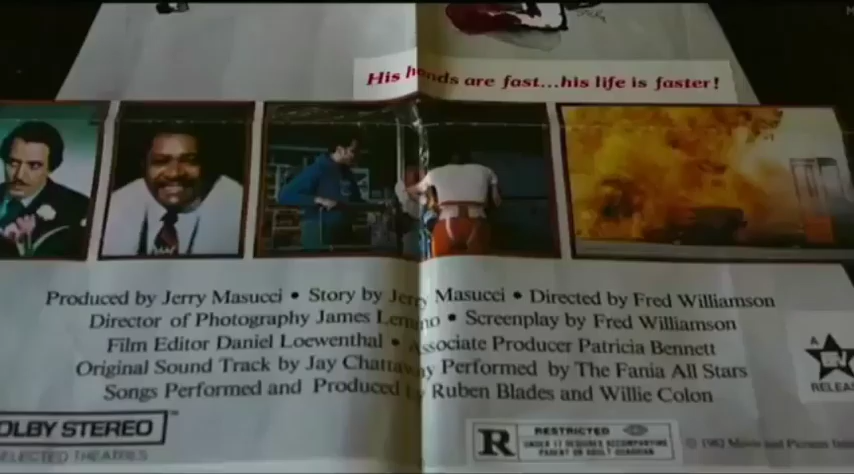 His hands are fast...his life is faster!
Produced by Jerry Masucci • Story by Jerry Masucci • Directed by Fred Williamson
Director of Photography James Lemmo • Screenplay by Fred Williamson
Film Editor Daniel Loewenthal • Associate Producer Patricia Bennett
Original Sound Track by Jay Chattaway Performed by The Fania All Stars
Songs Performed and Produced by Ruben Blades and Willie Colon
DOLBY STEREO
SELECTED THEATRES
R RESTRICTED
UNDER 17 REQUIRES ACCOMPANYING
PARENT OR ADULT GUARDIAN
A
RELEAS
© 1982